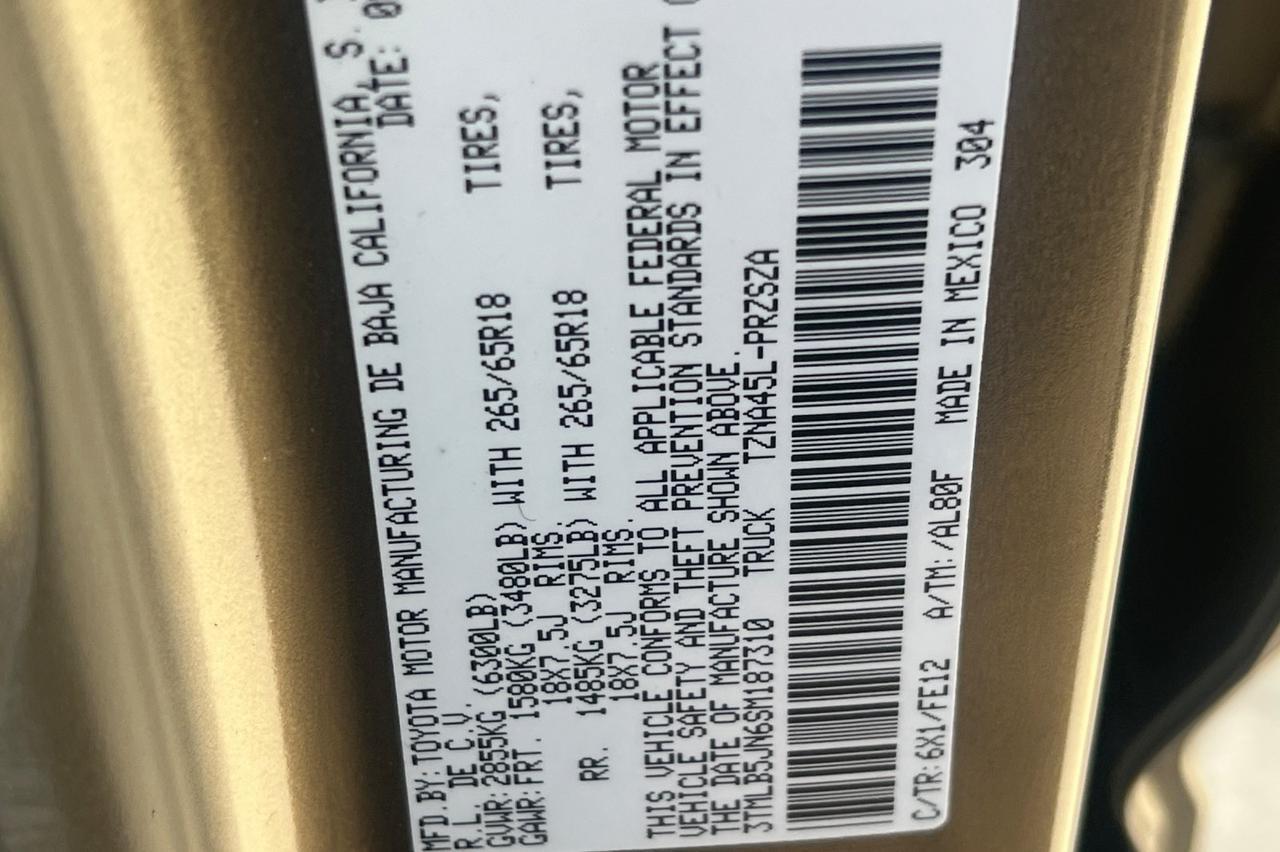 MFD.BY:TOYOTA MOTOR MANUFACTURING DE BAJA CALIFORNIA, S.
R.L. DE C.V. DATE: 0
GVWR:2855KG (6300LB)
GAWR:FRT. 1580KG (3480LB) WITH 265/65R18 TIRES,
18X7.5J RIMS.
RR. 1485KG (3275LB) WITH 265/65R18 TIRES,
18X7.5J RIMS.
THIS VEHICLE CONFORMS TO ALL APPLICABLE FEDERAL MOTOR
VEHICLE SAFETY AND THEFT PREVENTION STANDARDS IN EFFECT
THE DATE OF MANUFACTURE SHOWN ABOVE.
3TMLB5JN6SM187310 TRUCK TZNA45L-PRZSZA
C/TR:6X1/FE12 A/TM:/AL80F MADE IN MEXICO 304